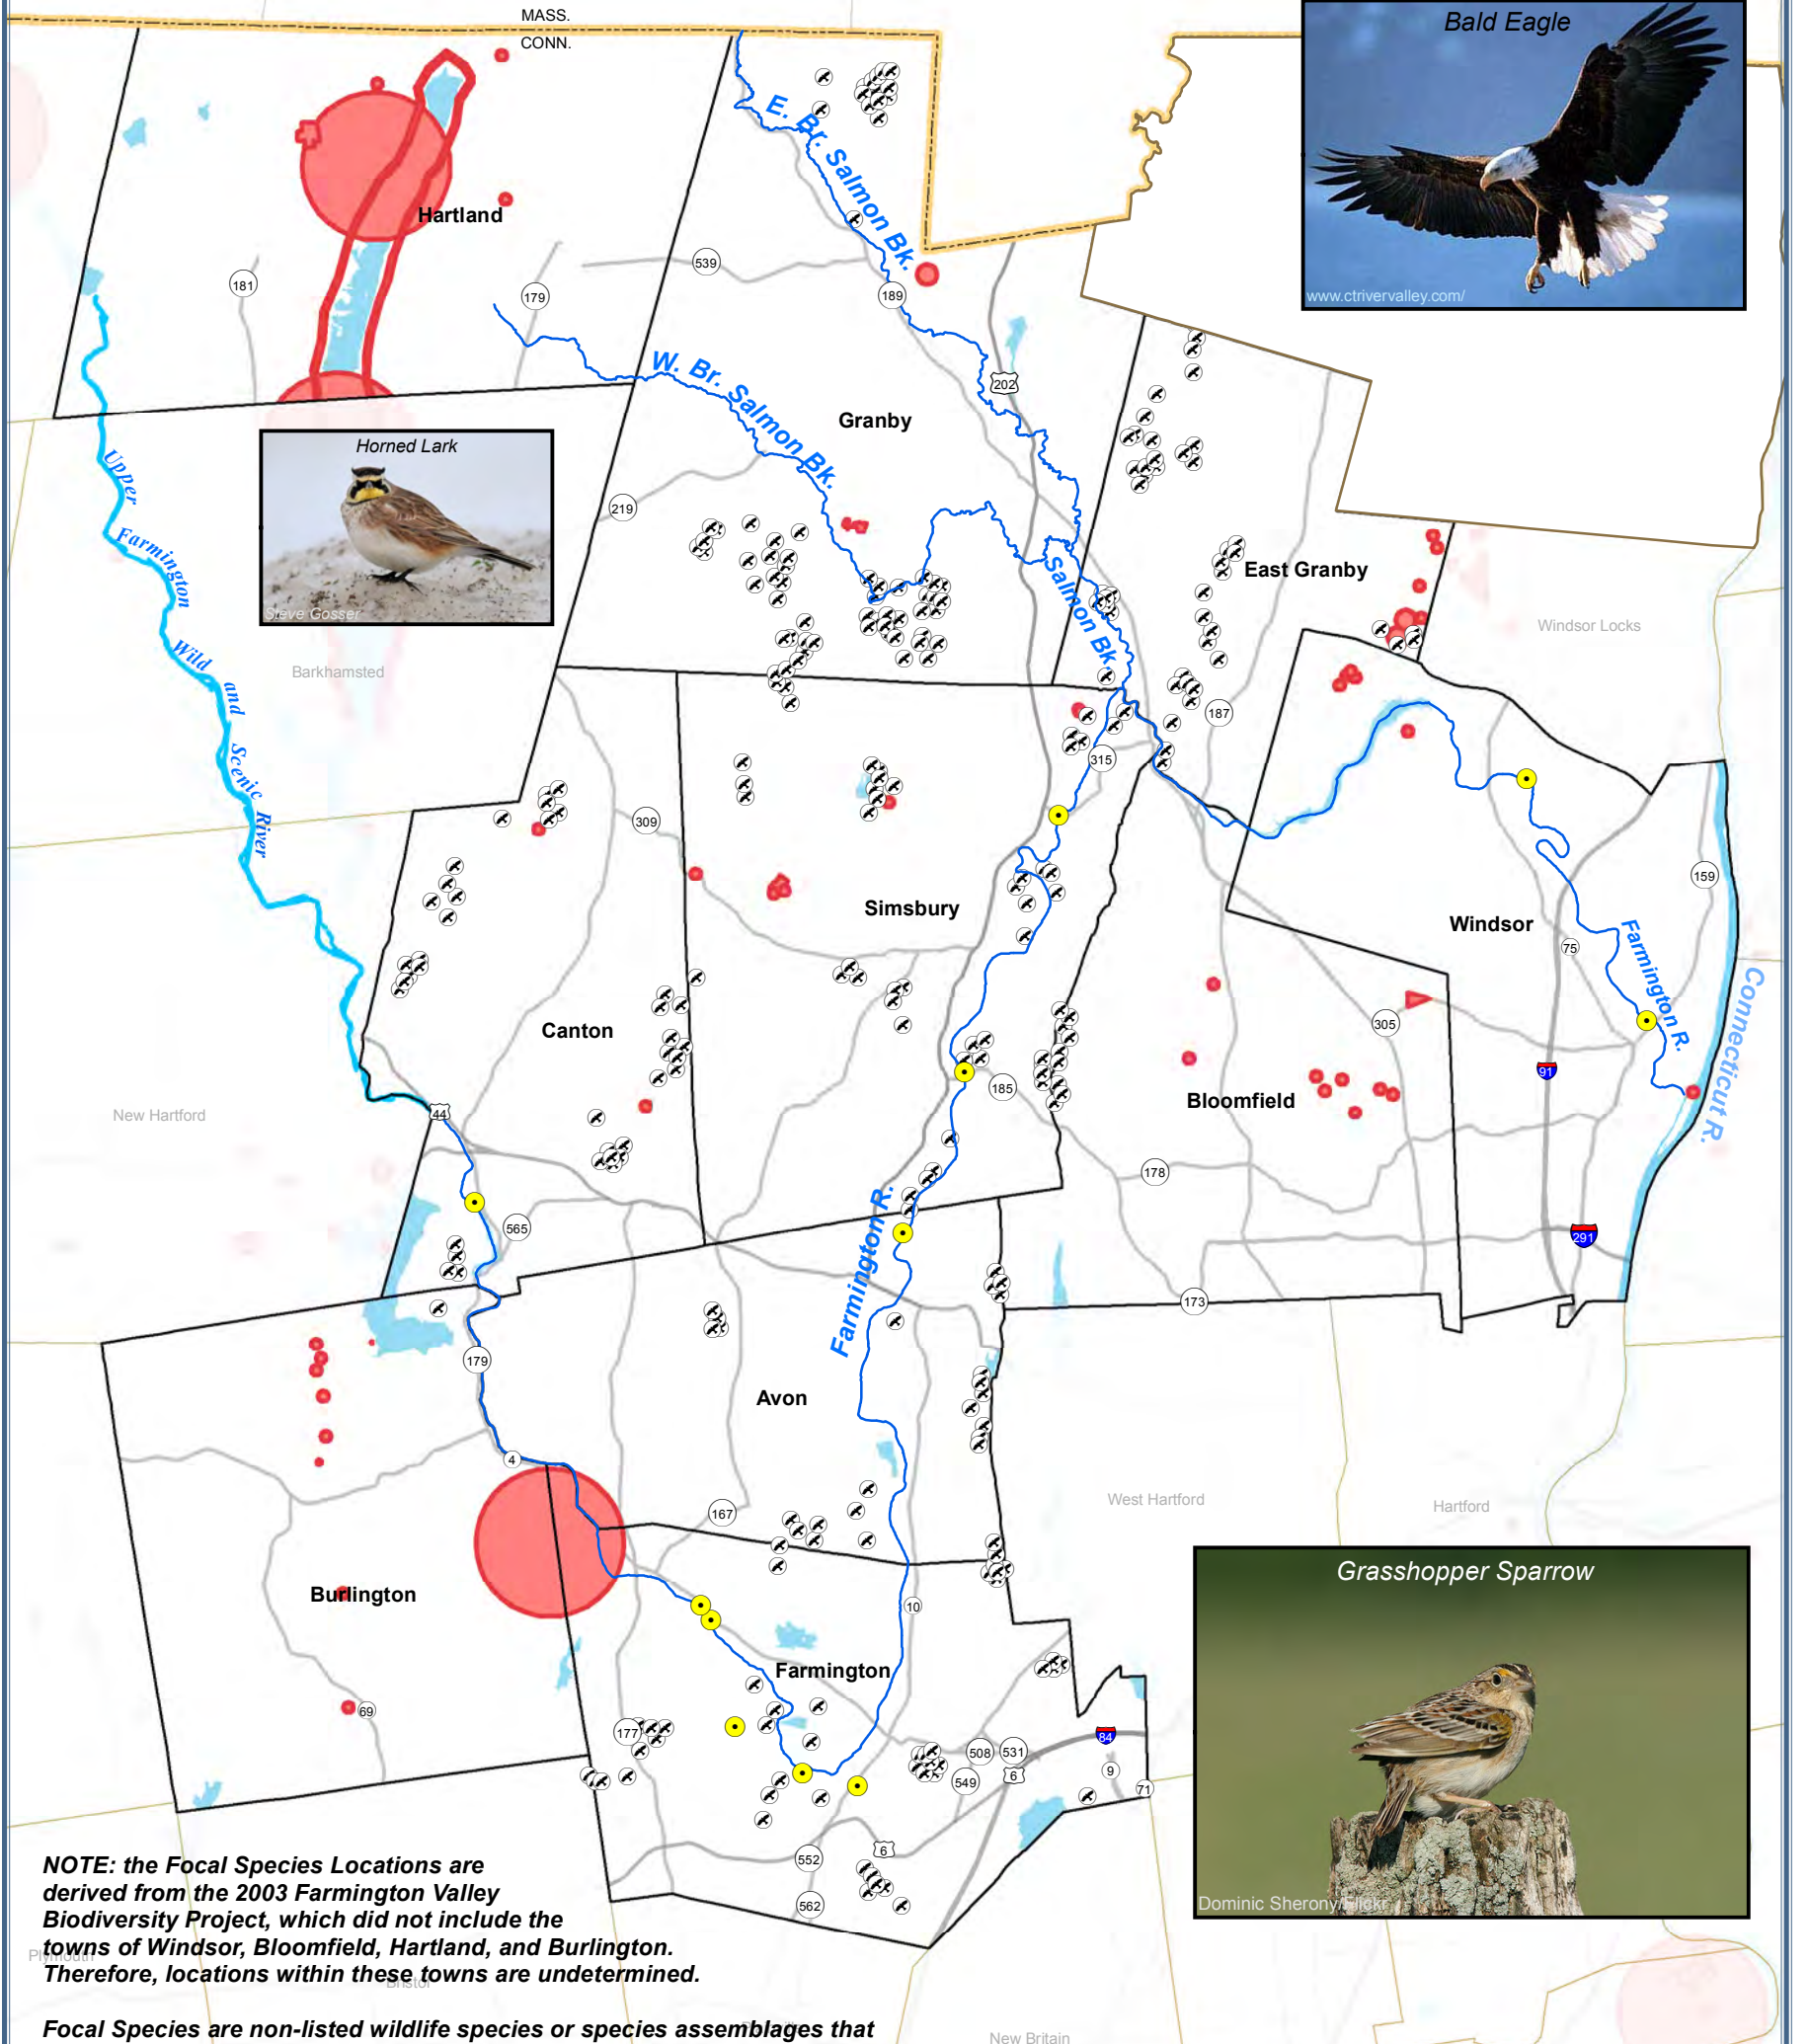 MASS.
CONN.
Bald Eagle
www.ctrivervalley.com/
E. Br. Salmon Bk.
Hartland
539
181
179
189
W. Br. Salmon Bk.
202
Granby
Horned Lark
Steve Gosser
Upper
Farmington
Wild
and
Scenic
River
219
East Granby
Salmon Bk.
Windsor Locks
Barkhamsted
187
315
309
159
Simsbury
Windsor
75
Farmington R.
Connecticut R.
Canton
305
91
185
Bloomfield
New Hartford
44
178
565
Farmington R.
291
173
179
Avon
4
West Hartford
Hartford
167
Grasshopper Sparrow
Burlington
10
Farmington
69
177
84
508
531
549
6
9
71
6
552
562
Dominic Sherony/Flickr
NOTE: the Focal Species Locations are
derived from the 2003 Farmington Valley
Biodiversity Project, which did not include the
towns of Windsor, Bloomfield, Hartland, and Burlington.
Plymouth
Therefore, locations within these towns are undetermined.
Bristol
Focal Species are non-listed wildlife species or species assemblages that
New Britain